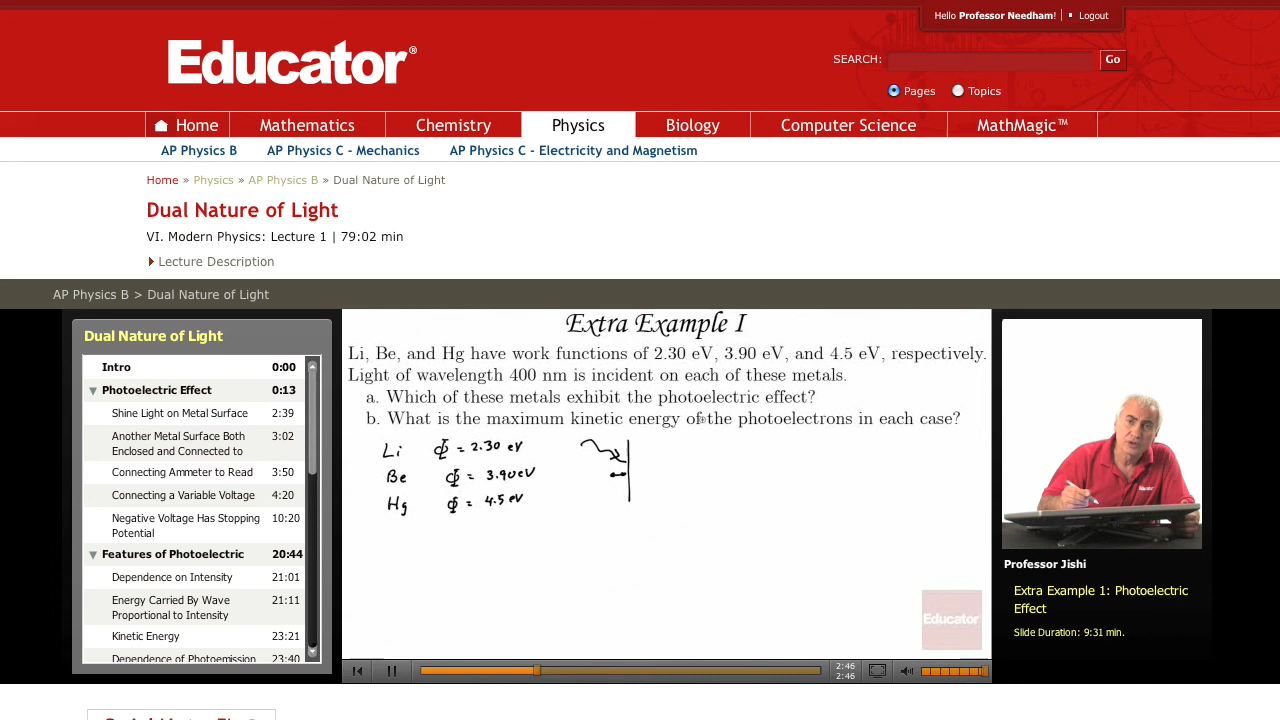 Hello Professor Needham! Logout
Educator®
SEARCH: Go
Pages Topics
Home Mathematics Chemistry Physics Biology Computer Science MathMagic™
AP Physics B AP Physics C - Mechanics AP Physics C - Electricity and Magnetism
Home » Physics » AP Physics B » Dual Nature of Light
Dual Nature of Light
VI. Modern Physics: Lecture 1 | 79:02 min
Lecture Description
AP Physics B > Dual Nature of Light
Dual Nature of Light
Intro 0:00
Photoelectric Effect 0:13
Shine Light on Metal Surface 2:39
Another Metal Surface Both 3:02
Enclosed and Connected to
Connecting Ammeter to Read 3:50
Connecting a Variable Voltage 4:20
Negative Voltage Has Stopping 10:20
Potential
Features of Photoelectric 20:44
Dependence on Intensity 21:01
Energy Carried By Wave 21:11
Proportional to Intensity
Kinetic Energy 23:21
Dependence of Photoemission 23:40
Extra Example I
Li, Be, and Hg have work functions of 2.30 eV, 3.90 eV, and 4.5 eV, respectively.
Light of wavelength 400 nm is incident on each of these metals.
a. Which of these metals exhibit the photoelectric effect?
b. What is the maximum kinetic energy of the photoelectrons in each case?
Li Φ = 2.30 eV
Be Φ = 3.90 eV
Hg Φ = 4.5 eV
Educator
2:46
2:46
Professor Jishi
Extra Example 1: Photoelectric
Effect
Slide Duration: 9:31 min.